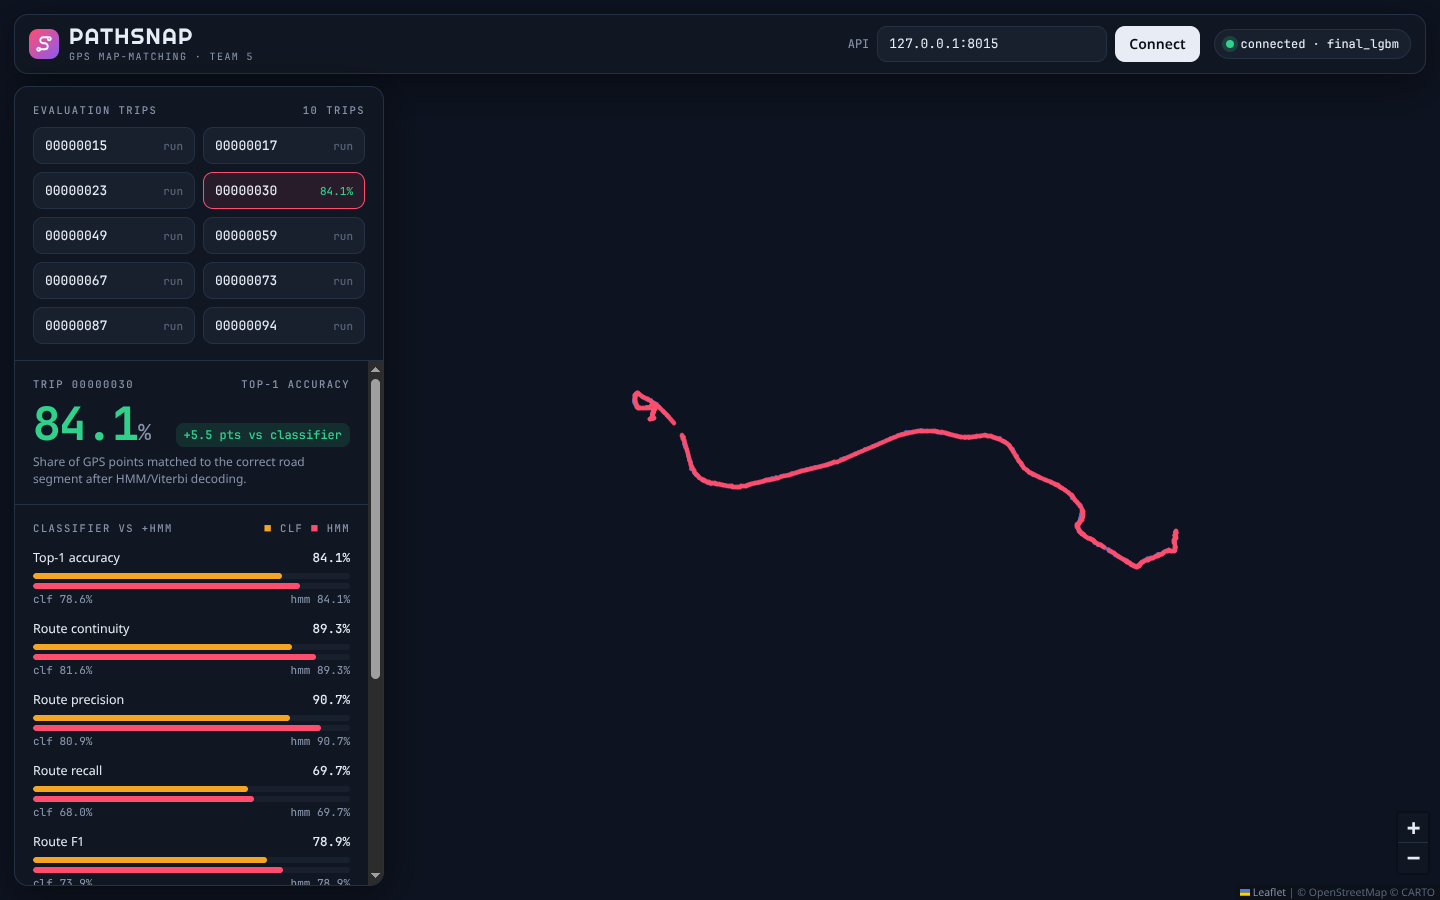 PATHSNAP
GPS MAP-MATCHING · TEAM 5
API
127.0.0.1:8015
Connect
connected · final_lgbm
EVALUATION TRIPS
10 TRIPS
00000015 run
00000017 run
00000023 run
00000030 84.1%
00000049 run
00000059 run
00000067 run
00000073 run
00000087 run
00000094 run
TRIP 00000030
TOP-1 ACCURACY
84.1%
+5.5 pts vs classifier
Share of GPS points matched to the correct road
segment after HMM/Viterbi decoding.
CLASSIFIER VS +HMM
CLF HMM
Top-1 accuracy 84.1%
clf 78.6% hmm 84.1%
Route continuity 89.3%
clf 81.6% hmm 89.3%
Route precision 90.7%
clf 80.9% hmm 90.7%
Route recall 69.7%
clf 68.0% hmm 69.7%
Route F1 78.9%
clf 73.9% hmm 78.9%
+
−
Leaflet | © OpenStreetMap © CARTO